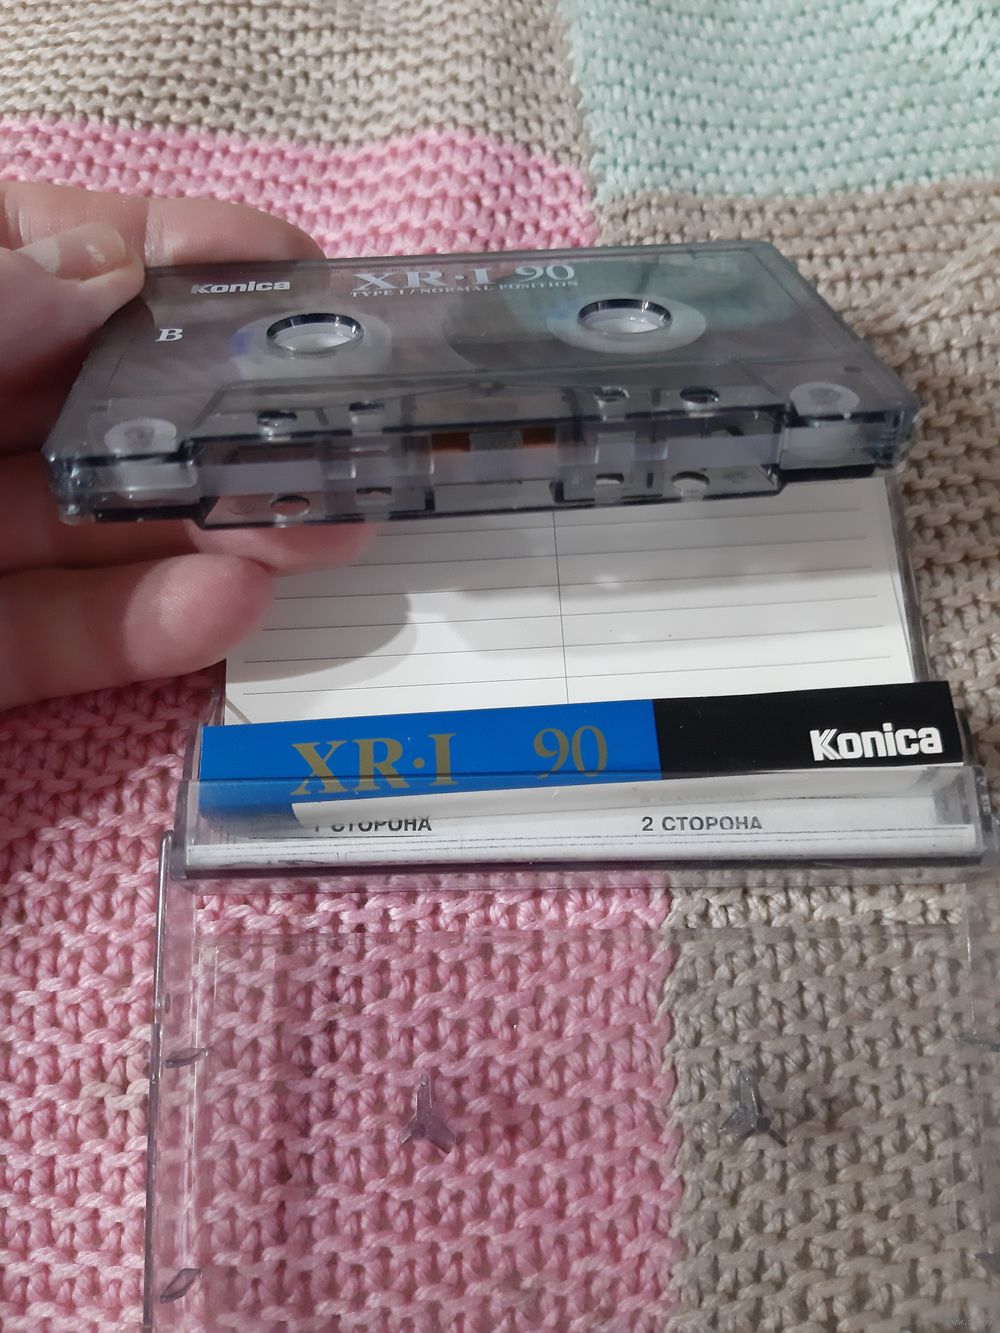 Konica
XR·I 90
TYPE I / NORMAL POSITION
B
XR·I 90
Konica
1 СТОРОНА
2 СТОРОНА